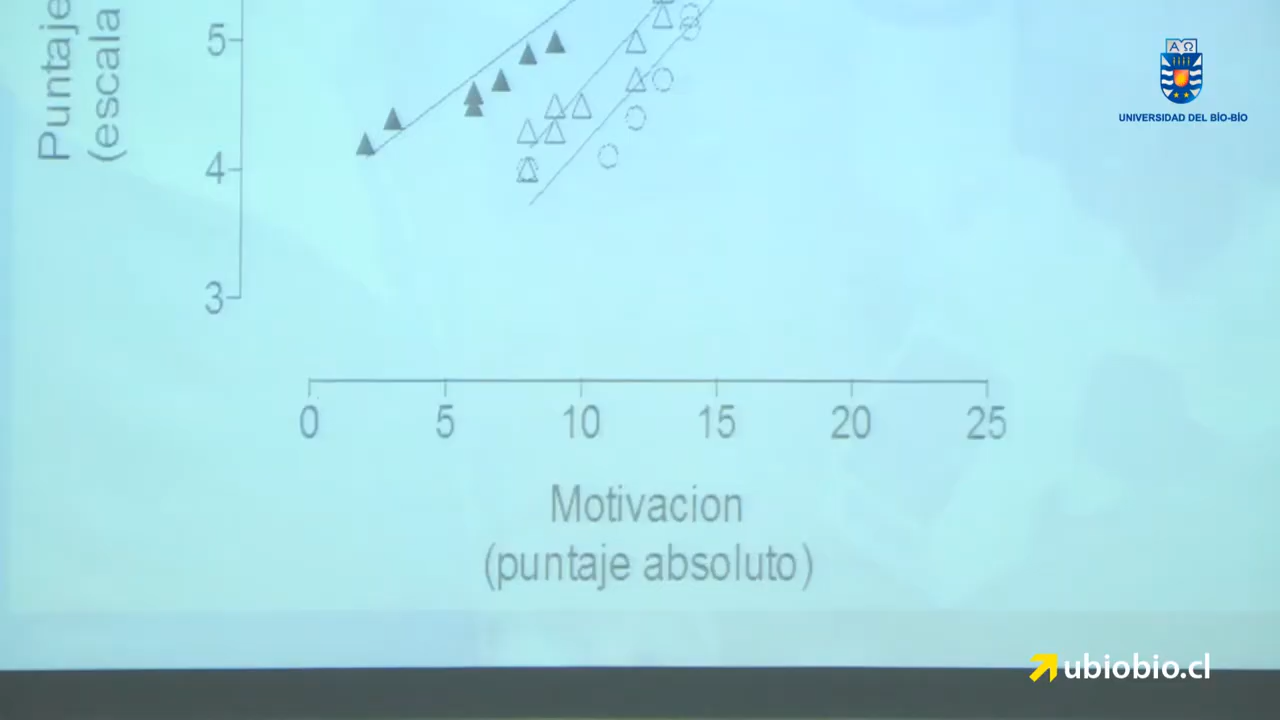 Puntaje
(escala
5
4
3
0 5 10 15 20 25
Motivacion
(puntaje absoluto)
ΑΩ
UNIVERSIDAD DEL BÍO-BÍO
ubiobio.cl